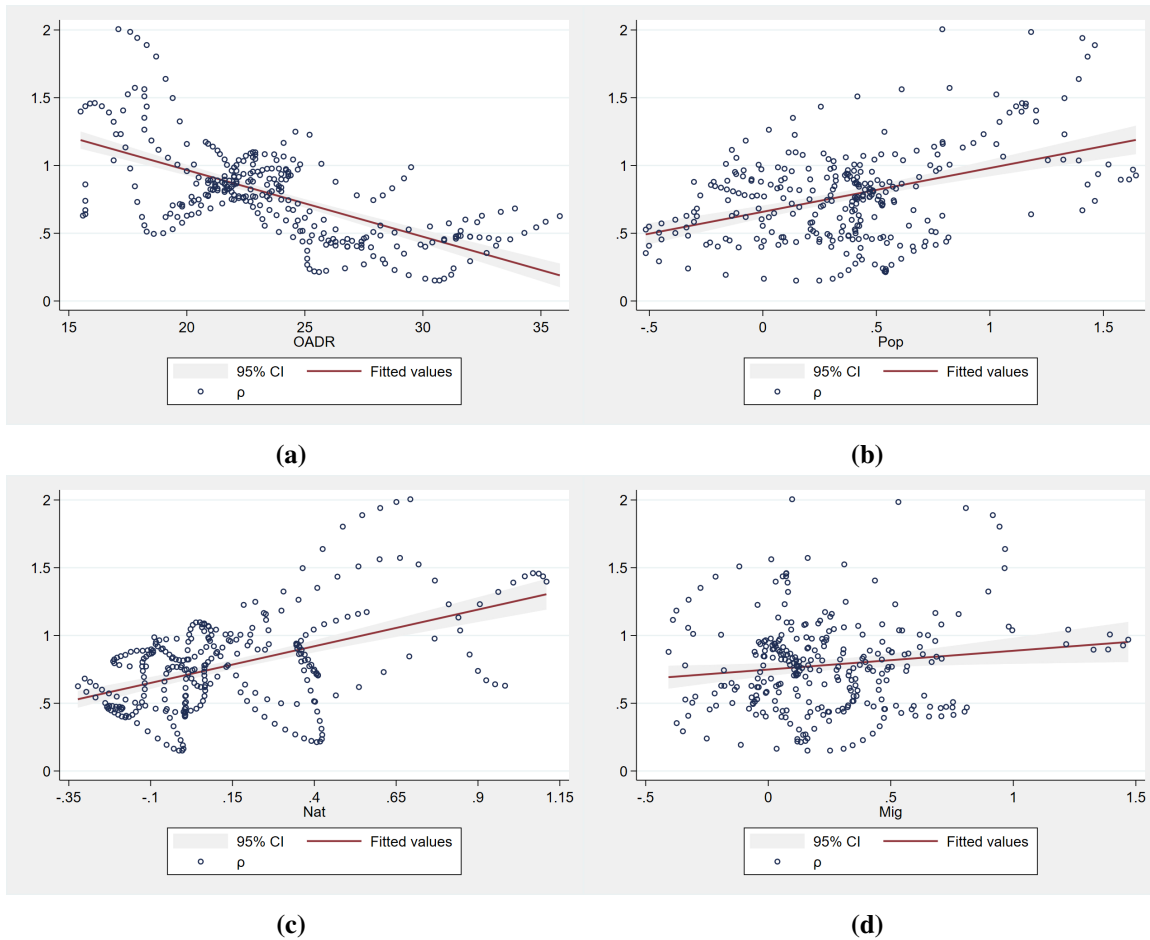 2
1.5
1
.5
0
15 20 25 30 35
OADR
95% CI Fitted values
ρ
(a)
2
1.5
1
.5
0
-.5 0 .5 1 1.5
Pop
95% CI Fitted values
ρ
(b)
2
1.5
1
.5
0
-.35 -.1 .15 .4 .65 .9 1.15
Nat
95% CI Fitted values
ρ
(c)
2
1.5
1
.5
0
-.5 0 .5 1 1.5
Mig
95% CI Fitted values
ρ
(d)